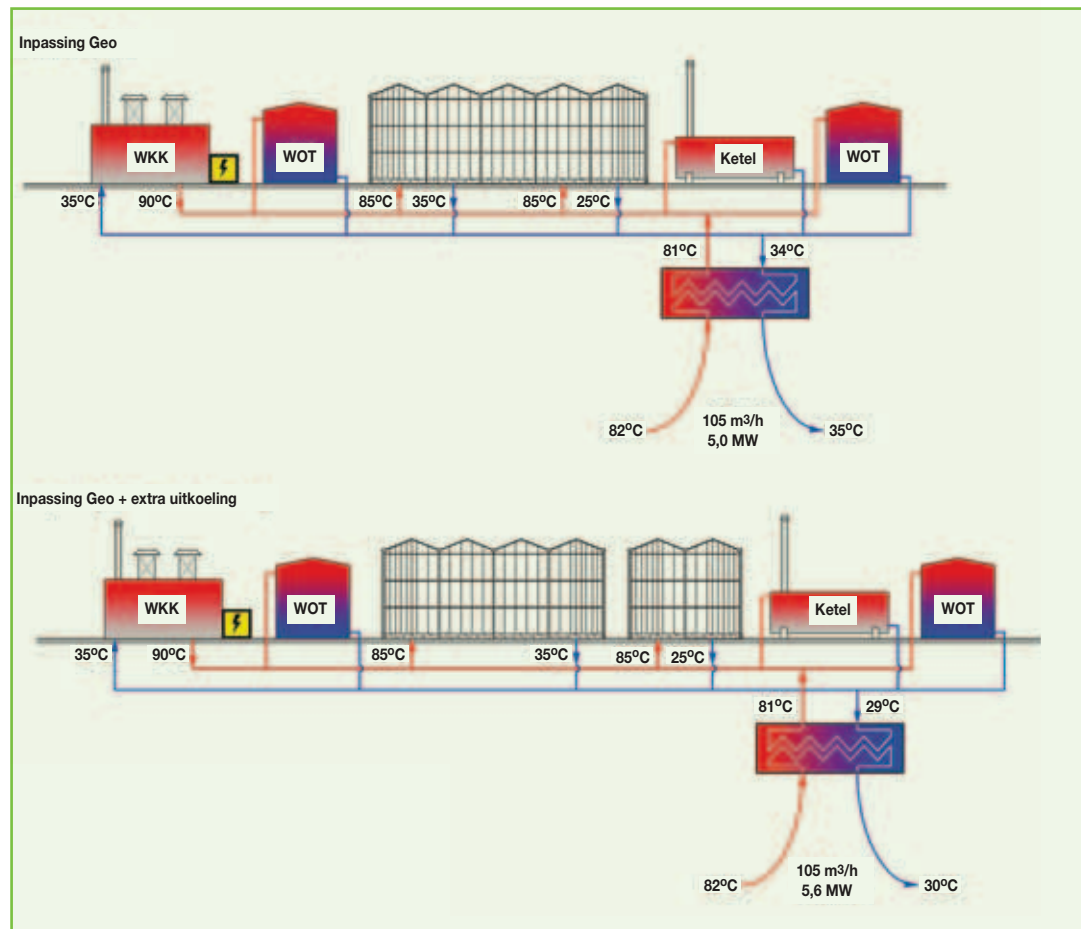 Inpassing Geo
WKK
WOT
Ketel
WOT
35ºC
90ºC
85ºC
35ºC
85ºC
25ºC
81ºC
34ºC
82ºC
105 m3/h
5,0 MW
35ºC
Inpassing Geo + extra uitkoeling
WKK
WOT
Ketel
WOT
35ºC
90ºC
85ºC
35ºC
85ºC
25ºC
81ºC
29ºC
82ºC
105 m3/h
5,6 MW
30ºC